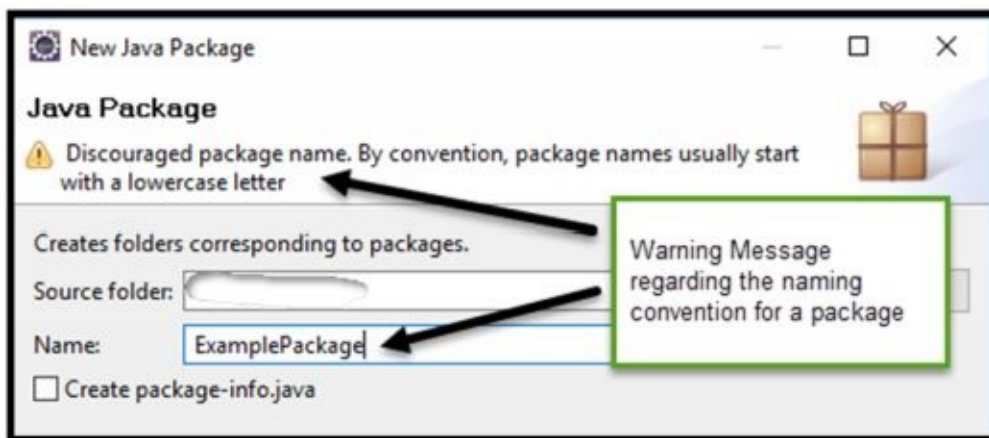 New Java Package
Java Package
Discouraged package name. By convention, package names usually start
with a lowercase letter
Creates folders corresponding to packages.
Source folder:
Name:
ExamplePackage
Create package-info.java
Warning Message
regarding the naming
convention for a package